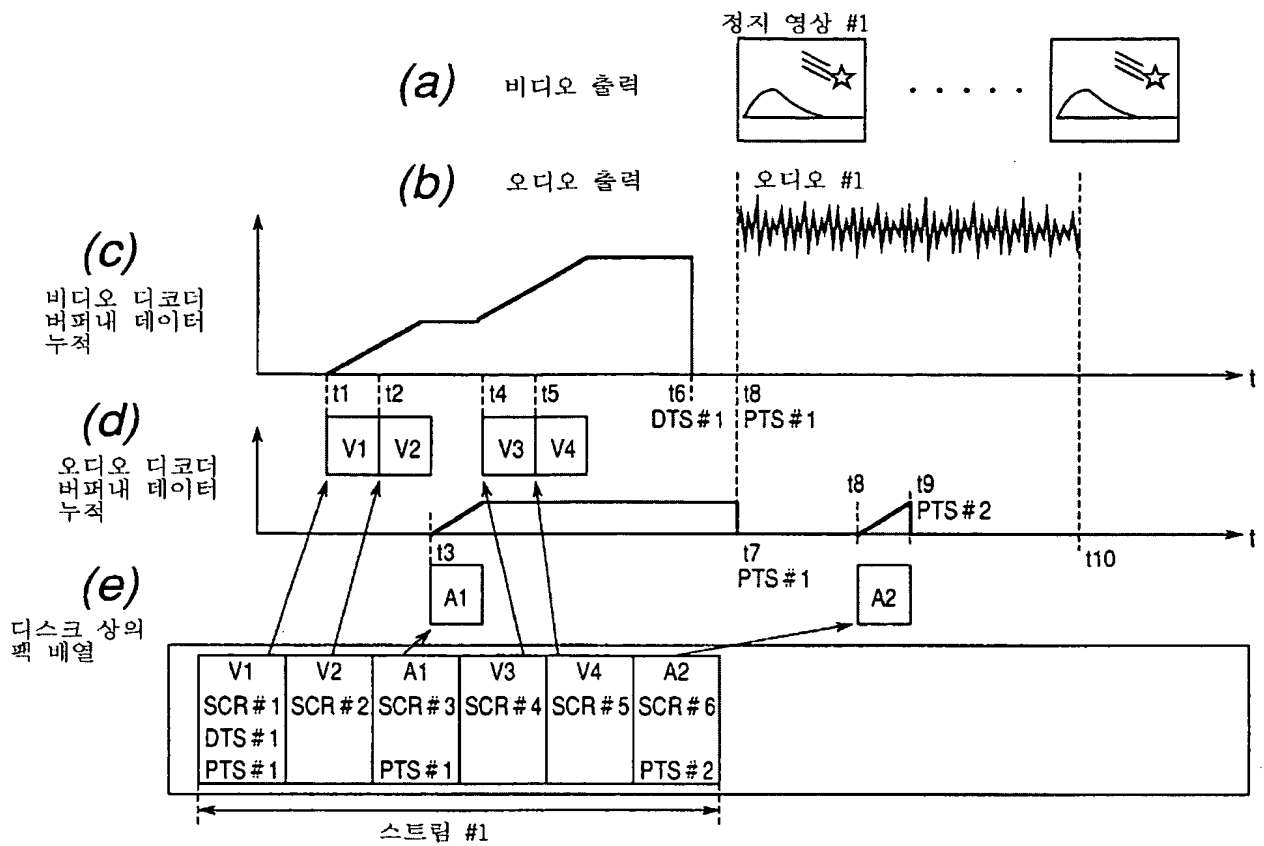 정지 영상 #1
(a) 비디오 출력
(b) 오디오 출력
오디오 #1
(c)
비디오 디코더
버퍼내 데이터
누적
t
t1 t2 t4 t5 t6 t8
DTS#1 PTS#1
(d)
V1 V2 V3 V4
오디오 디코더
버퍼내 데이터
누적
t8 t9
PTS#2
t
t3 t7 t10
PTS#1
(e)
A1 A2
디스크 상의
팩 배열
V1 V2 A1 V3 V4 A2
SCR#1 SCR#2 SCR#3 SCR#4 SCR#5 SCR#6
DTS#1
PTS#1 PTS#1 PTS#2
스트림 #1